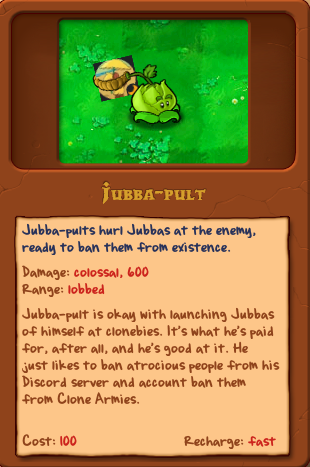 Jubba-pult
Jubba-pults hurl Jubbas at the enemy,
ready to ban them from existence.
Damage: colossal, 600
Range: lobbed
Jubba-pult is okay with launching Jubbas
of himself at clonebies. It's what he's paid
for, after all, and he's good at it. He
just likes to ban atrocious people from his
Discord server and account ban them
from Clone Armies.
Cost: 100 Recharge: fast